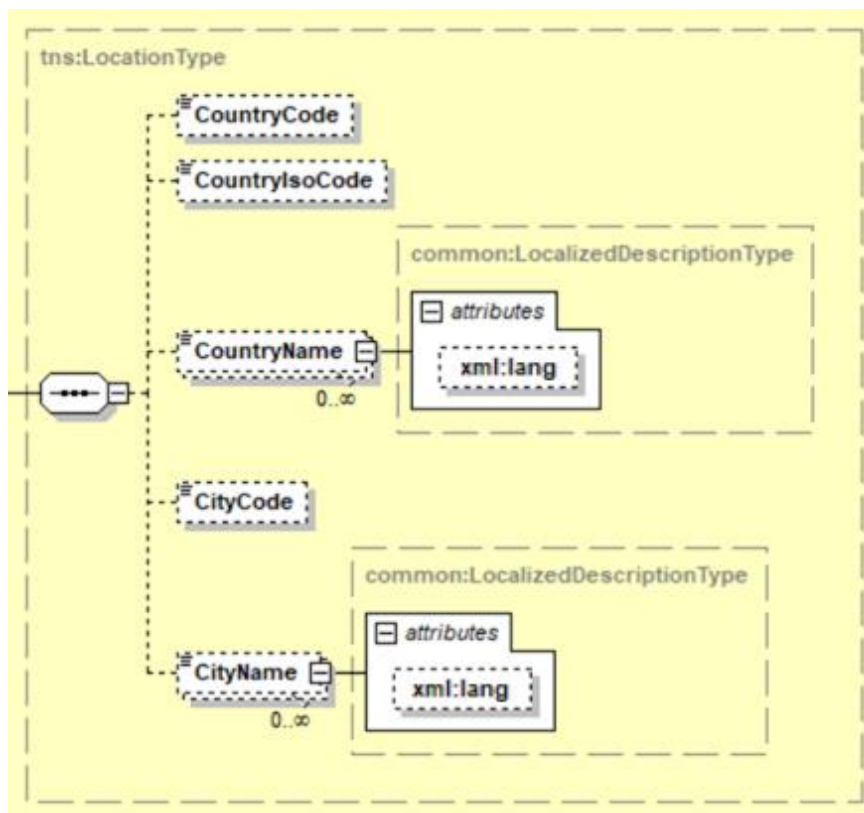 tns:LocationType
CountryCode
CountryIsoCode
common:LocalizedDescriptionType
attributes
CountryName
xml:lang
0..∞
CityCode
common:LocalizedDescriptionType
attributes
CityName
xml:lang
0..∞